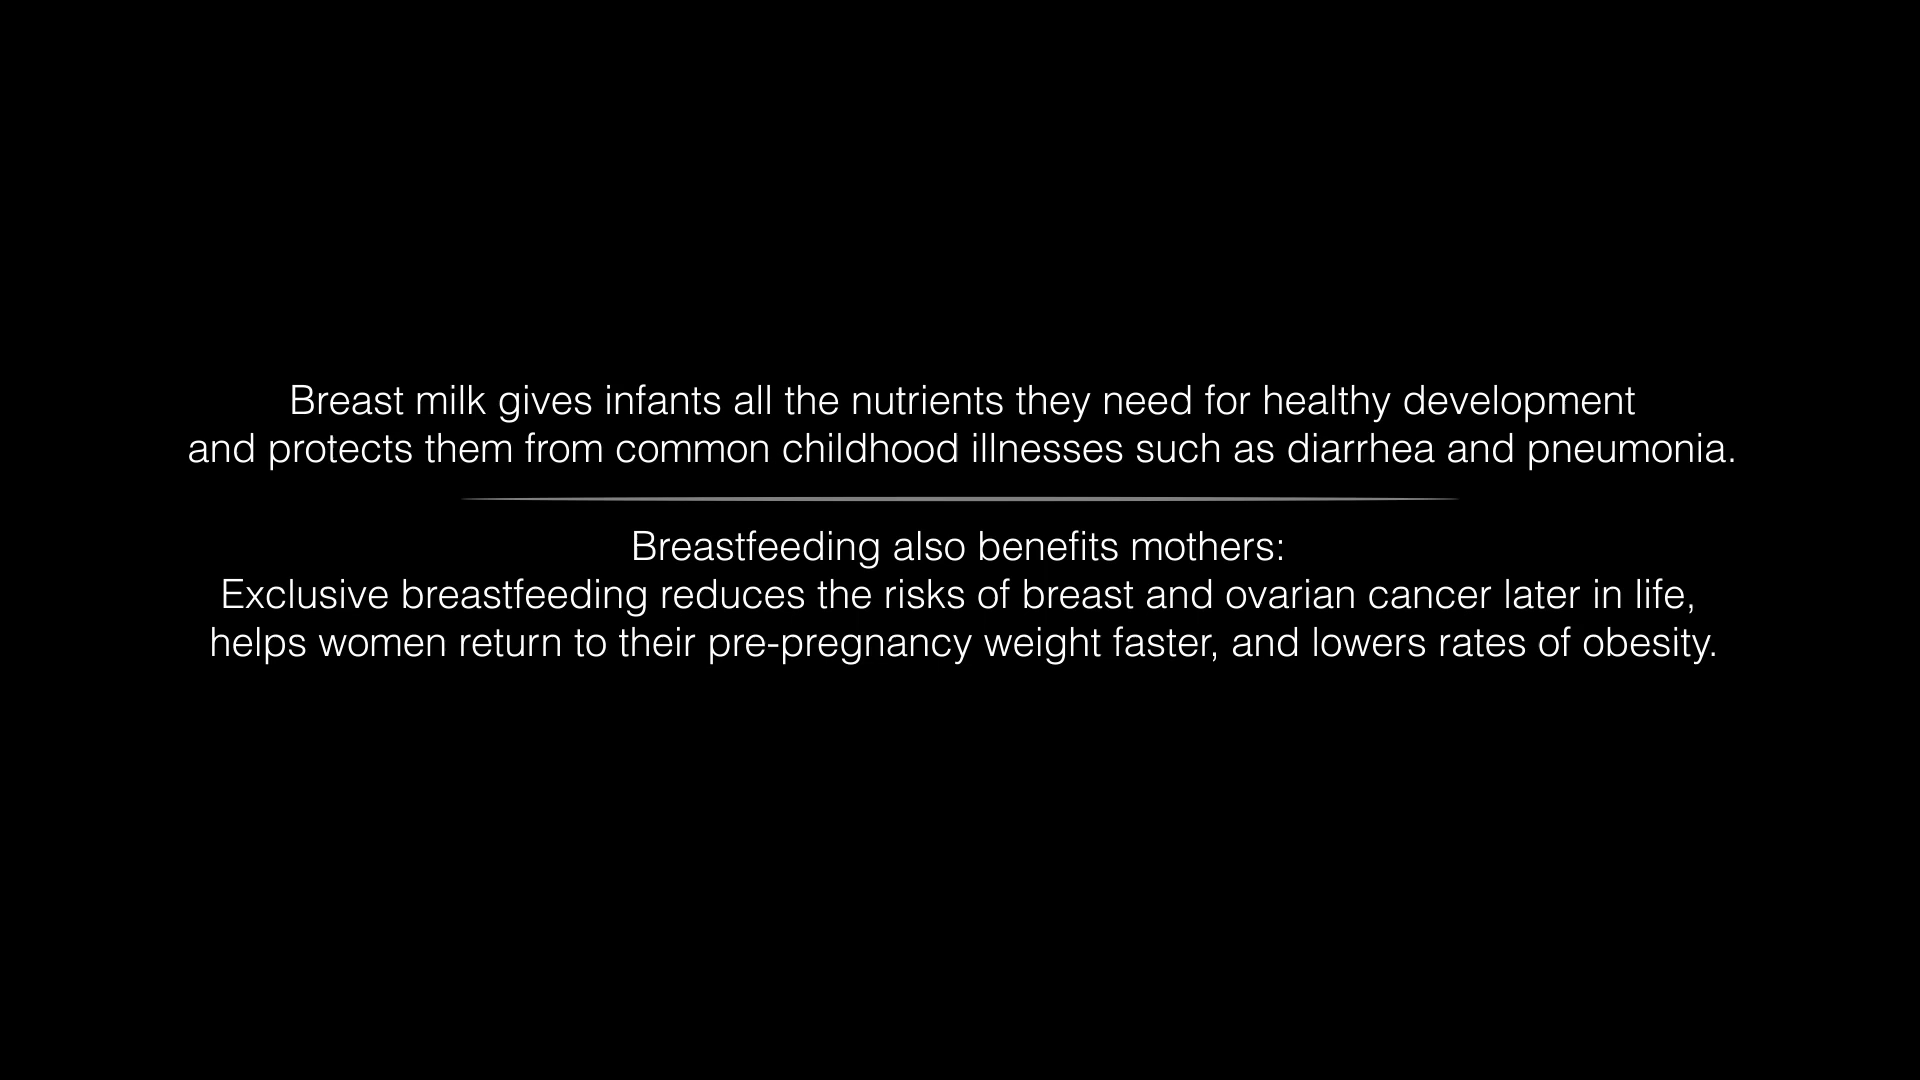 Breast milk gives infants all the nutrients they need for healthy development
and protects them from common childhood illnesses such as diarrhea and pneumonia.
Breastfeeding also benefits mothers:
Exclusive breastfeeding reduces the risks of breast and ovarian cancer later in life,
helps women return to their pre-pregnancy weight faster, and lowers rates of obesity.